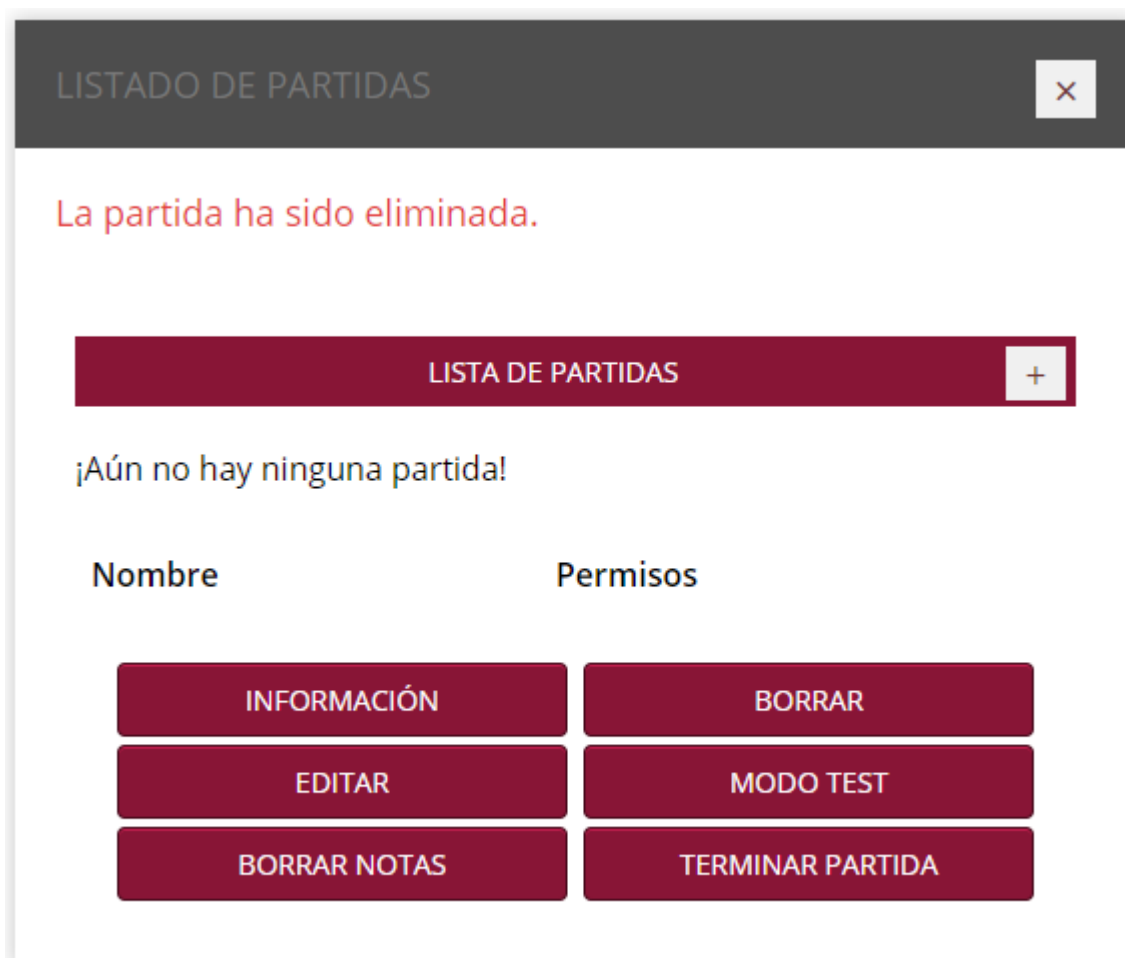 LISTADO DE PARTIDAS
×
La partida ha sido eliminada.
LISTA DE PARTIDAS
+
¡Aún no hay ninguna partida!
Nombre Permisos
INFORMACIÓN BORRAR
EDITAR MODO TEST
BORRAR NOTAS TERMINAR PARTIDA